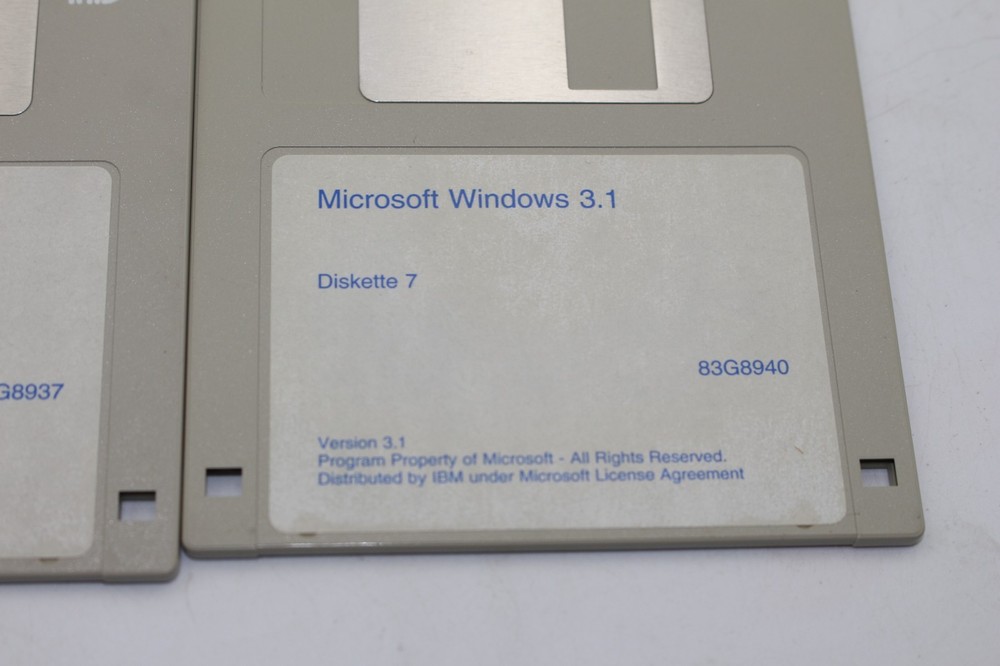 Microsoft Windows 3.1
Diskette 7
83G8940
G8937
Version 3.1
Program Property of Microsoft - All Rights Reserved.
Distributed by IBM under Microsoft License Agreement